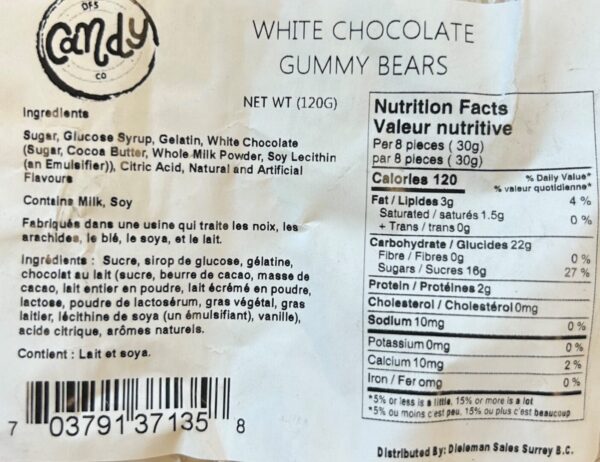 DFS
Candy
CO
WHITE CHOCOLATE
GUMMY BEARS
NET WT (120G)
Ingredients
Sugar, Glucose Syrup, Gelatin, White Chocolate
(Sugar, Cocoa Butter, Whole Milk Powder, Soy Lecithin
(an Emulsifier)), Citric Acid, Natural and Artificial
Flavours
Contains Milk, Soy
Fabriquès dans une usine qui traite les noix, les
arachides, le blé, le soya, et le lait.
Ingrédients : Sucre, sirop de glucose, gélatine,
chocolat au lait (sucre, beurre de cacao, masse de
cacao, lait entier en poudre, lait écrémé en poudre,
lactose, poudre de lactosérum, gras végétal, gras
laitier, lécithine de soya (un émulsifiant), vanille),
acide citrique, arômes naturels.
Contient : Lait et soya.
7 03791 37135 8
Nutrition Facts
Valeur nutritive
Per 8 pieces ( 30g)
par 8 pieces ( 30g)
Calories 120 % Daily Value*
% valeur quotidienne*
Fat / Lipides 3g 4 %
Saturated / saturés 1.5g 0 %
+ Trans / trans 0g
Carbohydrate / Glucides 22g
Fibre / Fibres 0g 0 %
Sugars / Sucres 16g 27 %
Protein / Protéines 2g
Cholesterol / Cholestérol 0mg
Sodium 10mg 0 %
Potassium 0mg 0 %
Calcium 10mg 2 %
Iron / Fer 0mg 0 %
*5% or less is a little, 15% or more is a lot
*5% ou moins c'est peu, 15% ou plus c'est beaucoup
Distributed By: Dieleman Sales Surrey B.C.